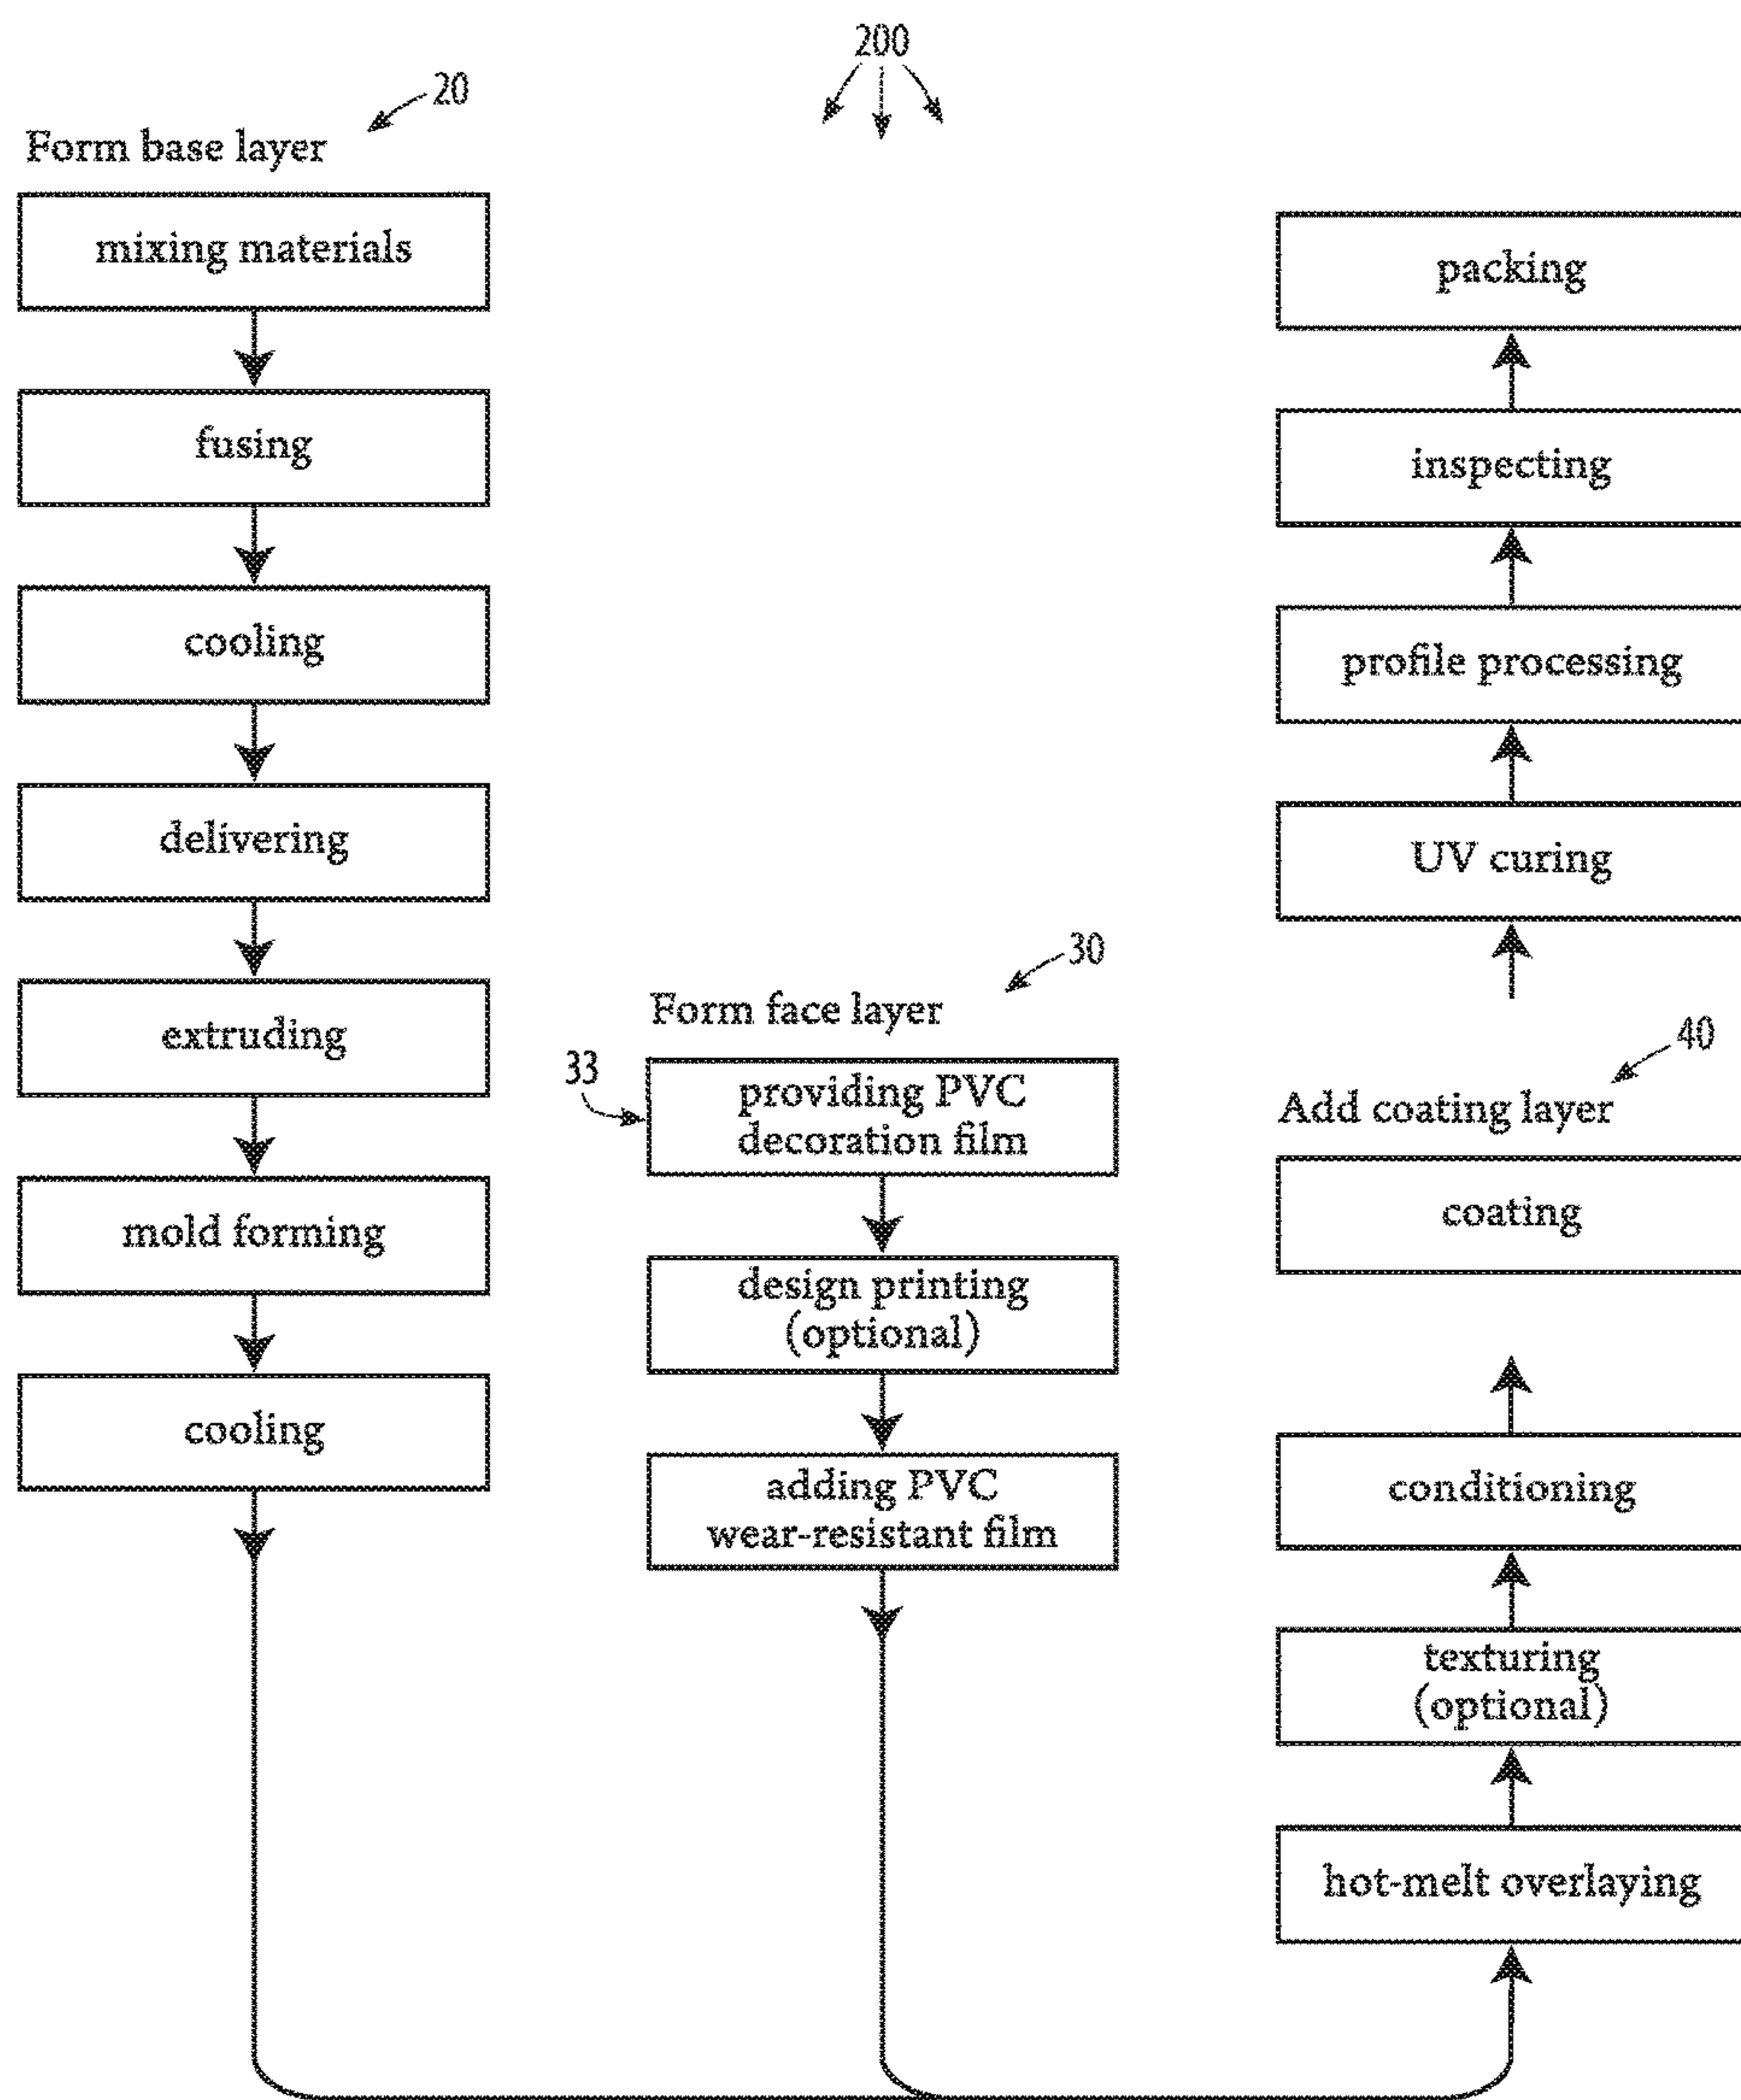 200
20
Form base layer
mixing materials
fusing
cooling
delivering
extruding
mold forming
cooling
30
Form face layer
33
providing PVC
decoration film
design printing
(optional)
adding PVC
wear-resistant film
packing
inspecting
profile processing
UV curing
40
Add coating layer
coating
conditioning
texturing
(optional)
hot-melt overlaying